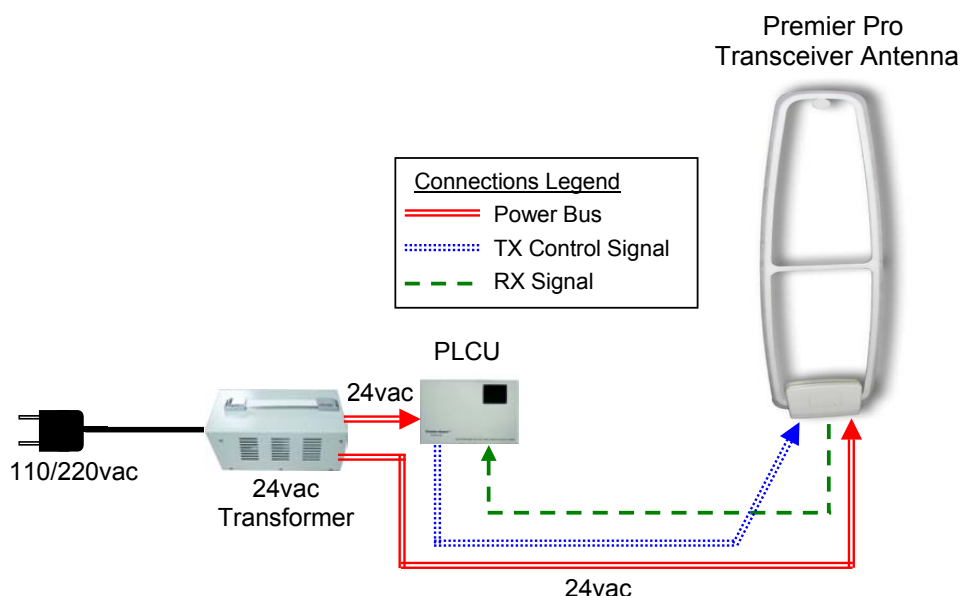 Premier Pro
Transceiver Antenna
Connections Legend
Power Bus
TX Control Signal
RX Signal
PLCU
24vac
110/220vac
24vac
Transformer
24vac